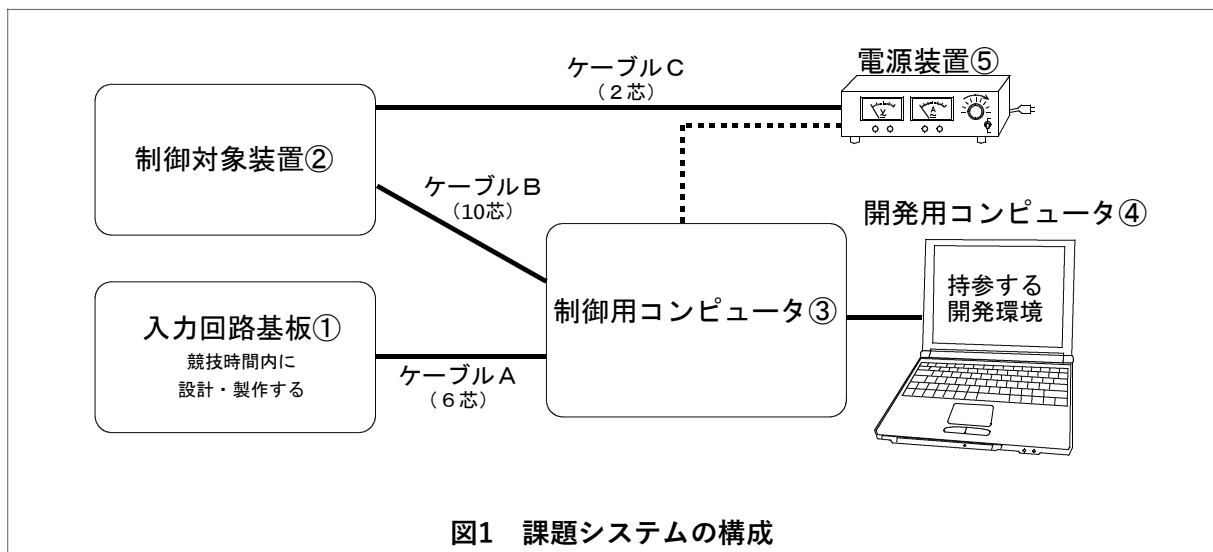 ケーブルC
（２芯）
電源装置⑤
V
A
制御対象装置②
ケーブルB
（10芯）
開発用コンピュータ④
持参する
開発環境
制御用コンピュータ③
入力回路基板①
競技時間内に
設計・製作する
ケーブルA
（６芯）
図1　課題システムの構成